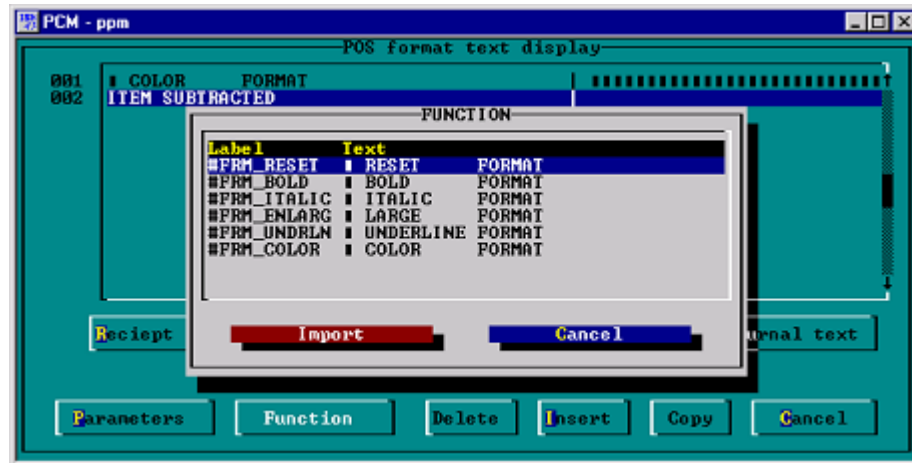 PCM - ppm
POS format text display
001 COLOR FORMAT
002 ITEM SUBTRACTED
FUNCTION
Label Text
#FRM_RESET RESET FORMAT
#FRM_BOLD BOLD FORMAT
#FRM_ITALIC ITALIC FORMAT
#FRM_ENLARG LARGE FORMAT
#FRM_UNDRLN UNDERLINE FORMAT
#FRM_COLOR COLOR FORMAT
Import Cancel
Reciept urnal text
Parameters Function Delete Insert Copy Cancel